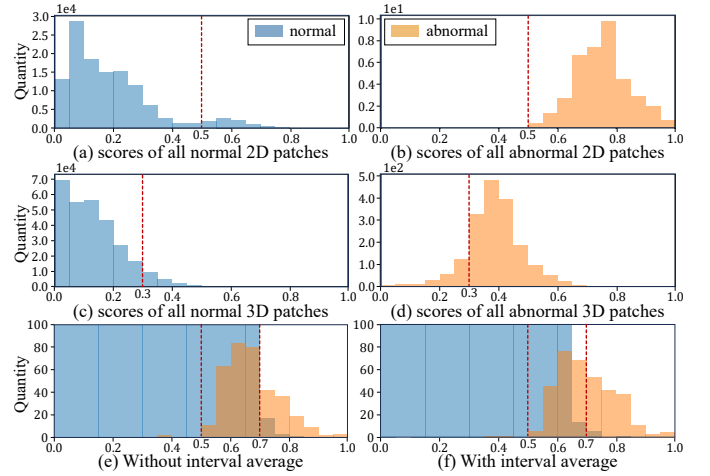 1e4 1e1
3.0 1.0
2.5 0.8
2.0 0.6
1.5
1.0 0.4
0.5 0.2
0.0 0.0
Quantity
normal
abnormal
0.0 0.2 0.4 0.5 0.6 0.8 1.0 0.0 0.2 0.4 0.5 0.6 0.8 1.0
(a) scores of all normal 2D patches (b) scores of all abnormal 2D patches
1e4 1e2
7.0 5.0
6.0 4.0
5.0
4.0 3.0
3.0 2.0
2.0
1.0 1.0
0.0 0.0
Quantity
0.0 0.2 0.3 0.4 0.6 0.8 1.0 0.0 0.2 0.3 0.4 0.6 0.8 1.0
(c) scores of all normal 3D patches (d) scores of all abnormal 3D patches
100 100
80 80
60 60
40 40
20 20
0 0
Quantity
0.0 0.2 0.4 0.5 0.6 0.7 0.8 1.0 0.0 0.2 0.4 0.5 0.6 0.7 0.8 1.0
(e) Without interval average (f) With interval average